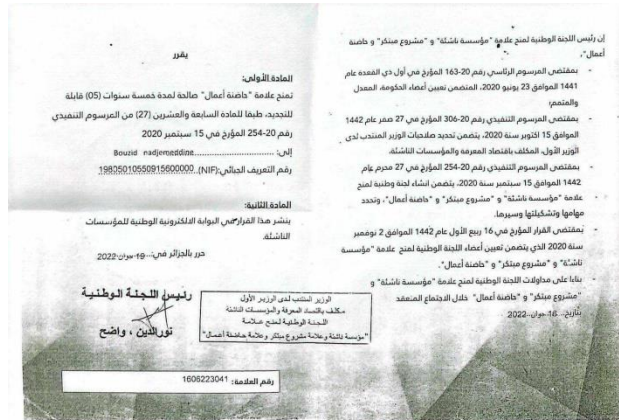 إن رئيس اللجنة الوطنية لمنح علامة "مؤسسة ناشئة" و "مشروع مبتكر" و حاضنة
أعمال"،
- بمقتضى المرسوم الرئاسي رقم 20-163 المؤرخ في أول ذي القعدة عام
1441 الموافق 23 يونيو 2020، المتضمن تعيين أعضاء الحكومة، المعدل
والمتمم؛
- بمقتضى المرسوم التنفيذي رقم 20-306 المؤرخ في 27 صفر عام 1442
الموافق 15 أكتوبر سنة 2020، يتضمن تحديد صلاحيات الوزير المنتدب لدى
الوزير الأول، المكلف باقتصاد المعرفة والمؤسسات الناشئة.
- بمقتضى المرسوم التنفيذي رقم 20-254 المؤرخ في 27 محرم عام
1442 الموافق 15 سبتمبر سنة 2020، يتضمن انشاء لجنة وطنية لمنح
علامة "مؤسسة ناشئة" و "مشروع مبتكر" و "حاضنة أعمال"، وتحدد
مهامها وتشكيلتها وسيرها.
- بمقتضى القرار المؤرخ في 16 ربيع الأول عام 1442 الموافق 2 نوفمبر
سنة 2020 الذي يتضمن تعيين أعضاء اللجنة الوطنية لمنح علامة "مؤسسة
ناشئة" و "مشروع مبتكر" و "حاضنة أعمال".
- بناءا على مداولات اللجنة الوطنية لمنح علامة "مؤسسة ناشئة" و
"مشروع مبتكر" و "حاضنة أعمال" خلال الاجتماع المنعقد
بتاريخ: 16-جوان-2022
يقرر
المادة الأولى:
تمنح علامة "حاضنة أعمال" صالحة لمدة خمسة سنوات (05) قابلة
للتجديد، طبقا للمادة السابعة والعشرين (27) من المرسوم التنفيذي
رقم 20-254 المؤرخ في 15 سبتمبر 2020
إلى: Bouzid nadjemeddine
رقم التعريف الجبائي(NIF): 19805010550915600000
المادة الثانية:
ينشر هذا القرار في البوابة الالكترونية الوطنية للمؤسسات
الناشئة.
حرر بالجزائر في: 19-جوان-2022
رئيس اللجنة الوطنية
نورالدين ، واضح
الوزير المنتدب لدى الوزير الأول
مكلف باقتصاد المعرفة والمؤسسات الناشئة
اللجنة الوطنية لمنح علامة
"مؤسسة ناشئة وعلامة مشروع مبتكر وعلامة حاضنة أعمال"
رقم العلامة: 1606223041